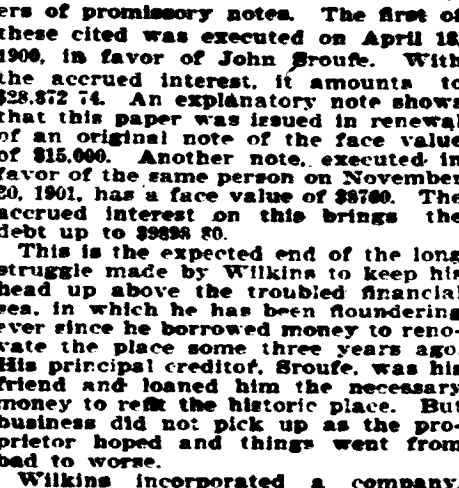 ers of promissory notes. The first of
these cited was executed on April 18,
1900, in favor of John Sroufe. With
the accrued interest, it amounts to
$28,872 74. An explanatory note shows
that this paper was issued in renewal
of an original note of the face value
of $15,000. Another note, executed in
favor of the same person on November
20, 1901, has a face value of $8760. The
accrued interest on this brings the
debt up to $9898 80.
This is the expected end of the long
struggle made by Wilkins to keep his
head up above the troubled financial
sea, in which he has been floundering
ever since he borrowed money to reno-
vate the place some three years ago.
His principal creditor, Sroufe, was his
friend and loaned him the necessary
money to refit the historic place. But
business did not pick up as the pro-
prietor hoped and things went from
bad to worse.
Wilkins incorporated a company,